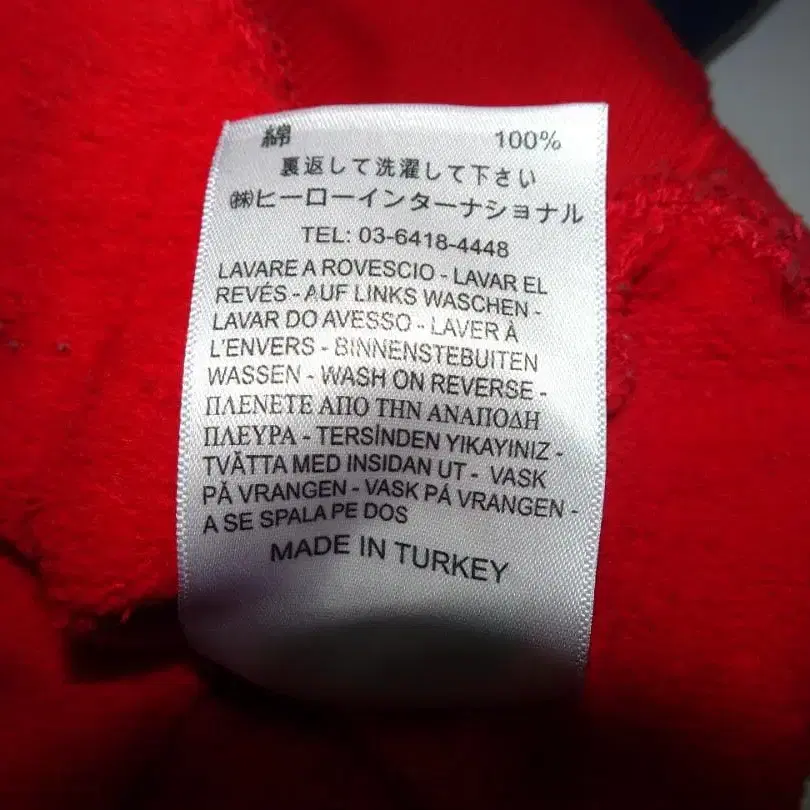 綿 100%
裏返して洗濯して下さい
㈱ヒーローインターナショナル
TEL: 03-6418-4448
LAVARE A ROVESCIO - LAVAR EL
REVÉS - AUF LINKS WASCHEN -
LAVAR DO AVESSO - LAVER À
L'ENVERS - BINNENSTEBUITEN
WASSEN - WASH ON REVERSE -
ΠΛΕΝΕΤΕ ΑΠΟ ΤΗΝ ΑΝΑΠΟΔΗ
ΠΛΕΥΡΑ - TERSİNDEN YIKAYINIZ -
TVÄTTA MED INSIDAN UT - VASK
PÅ VRANGEN - VASK PÅ VRANGEN -
A SE SPALA PE DOS
MADE IN TURKEY